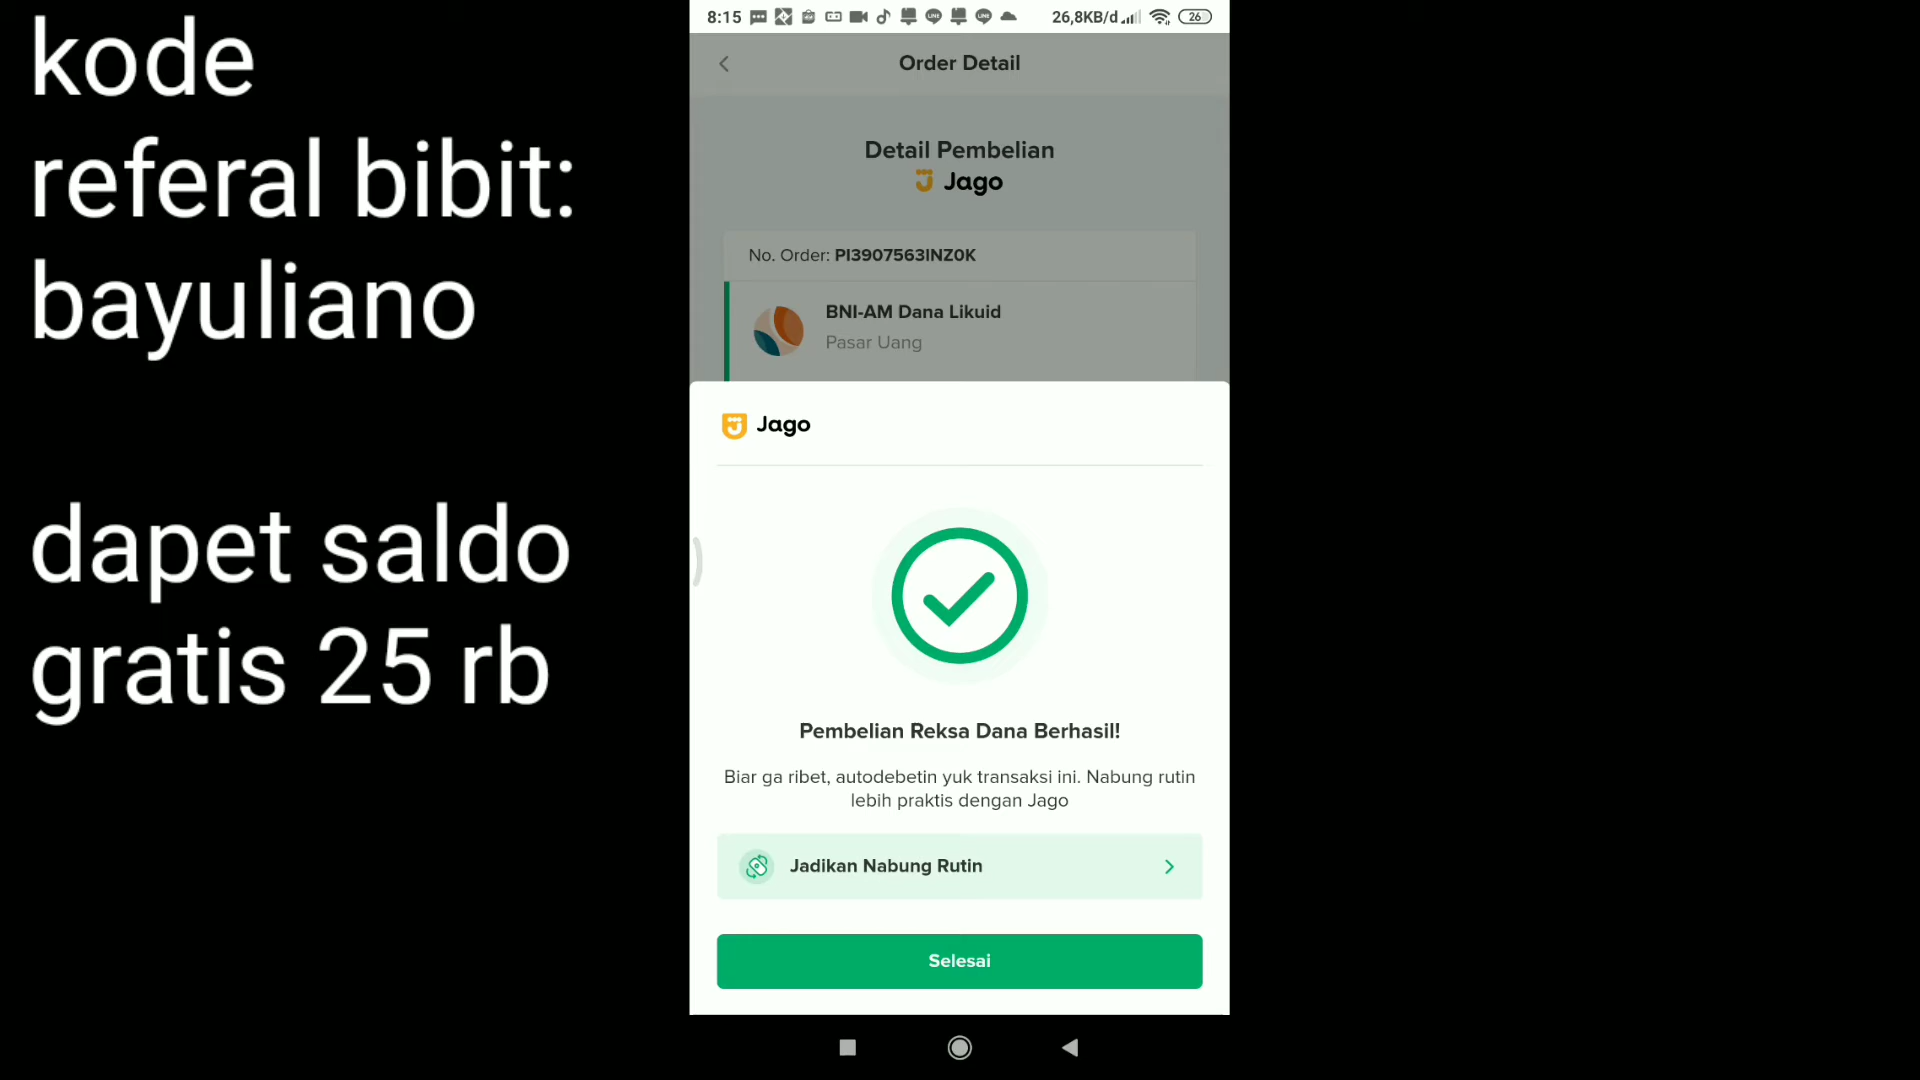 kode
referal bibit:
bayuliano
dapet saldo
gratis 25 rb
8:15
26,8KB/d
26
Order Detail
Detail Pembelian
Jago
No. Order: PI3907563INZ0K
BNI-AM Dana Likuid
Pasar Uang
Jago
Pembelian Reksa Dana Berhasil!
Biar ga ribet, autodebetin yuk transaksi ini. Nabung rutin
lebih praktis dengan Jago
Jadikan Nabung Rutin
Selesai